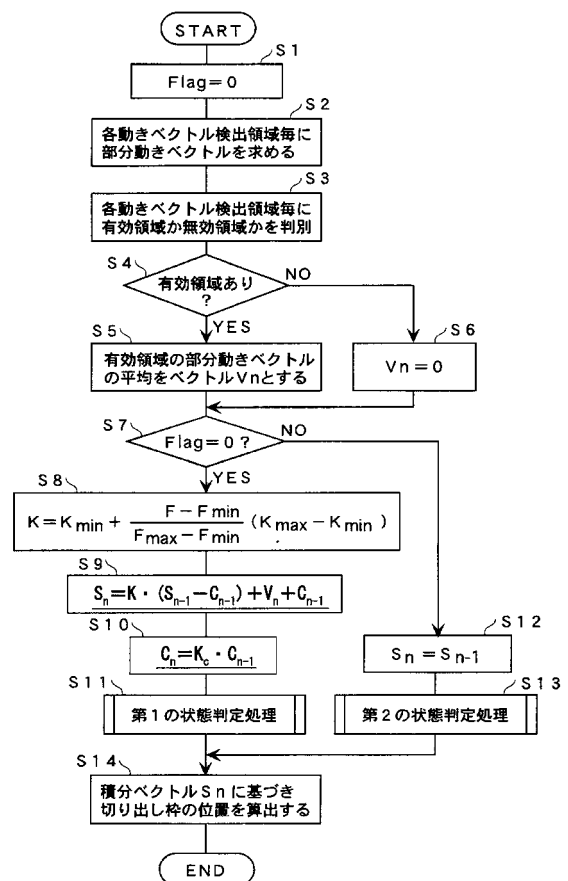 START
S1
Flag=0
S2
各動きベクトル検出領域毎に
部分動きベクトルを求める
S3
各動きベクトル検出領域毎に
有効領域か無効領域かを判別
S4
有効領域あり
?
NO
YES
S5
有効領域の部分動きベクトル
の平均をベクトルVnとする
S6
Vn=0
S7
Flag=0?
NO
YES
S8
K=Kmin+ F-Fmin / Fmax-Fmin (Kmax-Kmin)
S9
Sn=K・(Sn-1-Cn-1)+Vn+Cn-1
S10
Cn=Kc・Cn-1
S12
Sn=Sn-1
S11
第1の状態判定処理
S13
第2の状態判定処理
S14
積分ベクトルSnに基づき
切り出し枠の位置を算出する
END